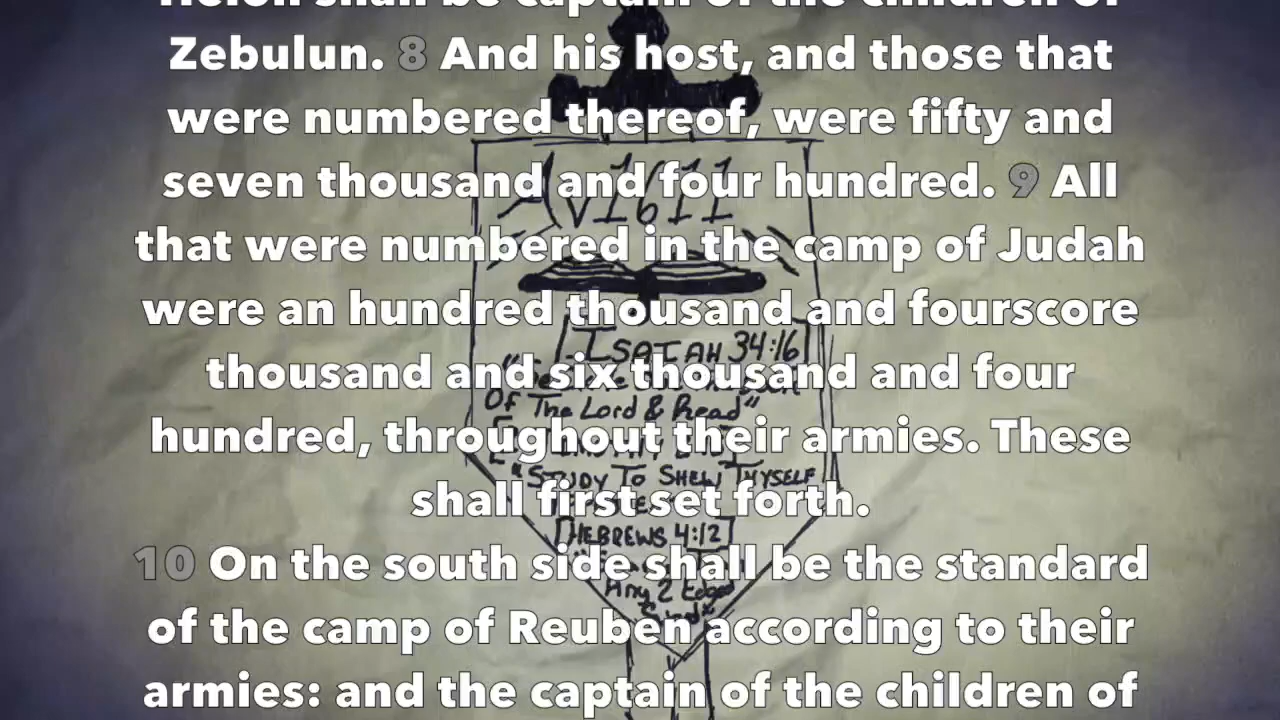 Helon shall be captain of the children of
Zebulun. 8 And his host, and those that
were numbered thereof, were fifty and
seven thousand and four hundred. 9 All
that were numbered in the camp of Judah
were an hundred thousand and fourscore
thousand and six thousand and four
hundred, throughout their armies. These
shall first set forth.
10 On the south side shall be the standard
of the camp of Reuben according to their
armies: and the captain of the children of
AV1611
ISAIAH 34:16
Of The Lord & Read"
"STUDY TO SHEW THYSELF
HEBREWS 4:12
Any 2 Edged